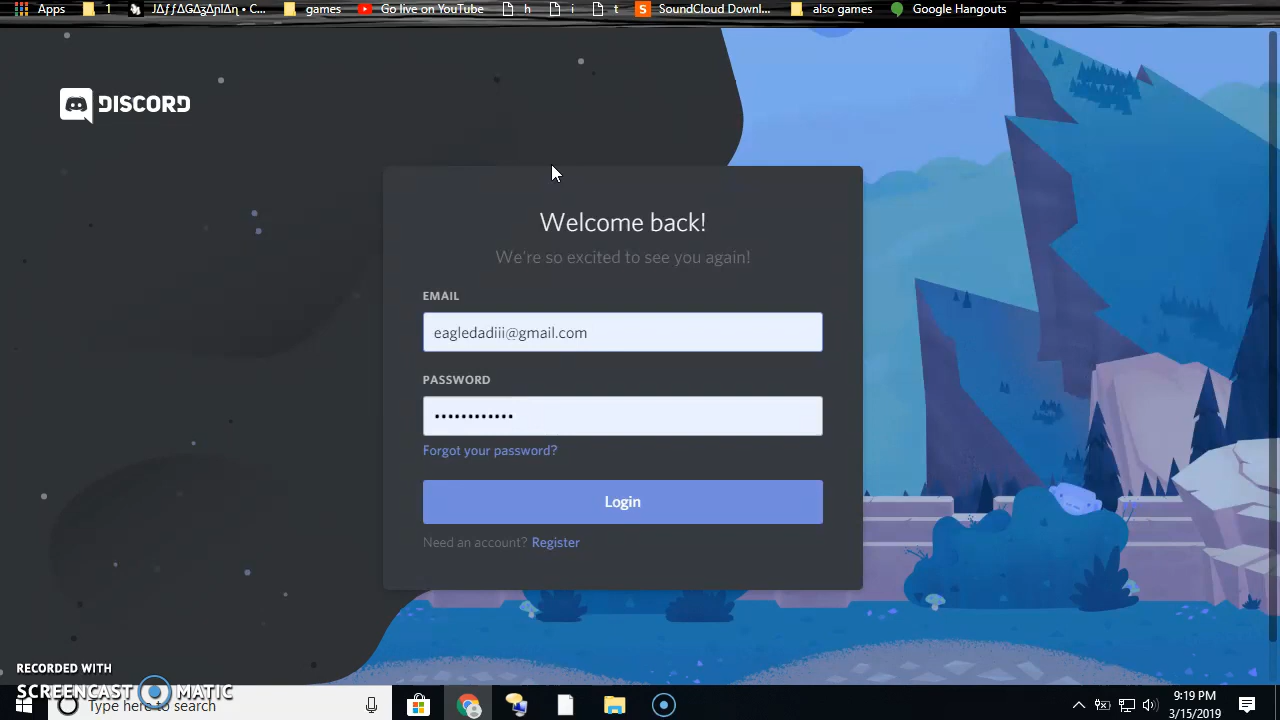 Apps
1
JΛƒƒΛGΛʒΛηlΛη • C...
games
Go live on YouTube
h
i
t
SoundCloud Downl...
also games
Google Hangouts
DISCORD
Welcome back!
We're so excited to see you again!
EMAIL
eagledadiii@gmail.com
PASSWORD
••••••••••••
Forgot your password?
Login
Need an account? Register
RECORDED WITH
SCREENCAST MATIC
Type here to search
9:19 PM
3/15/2019